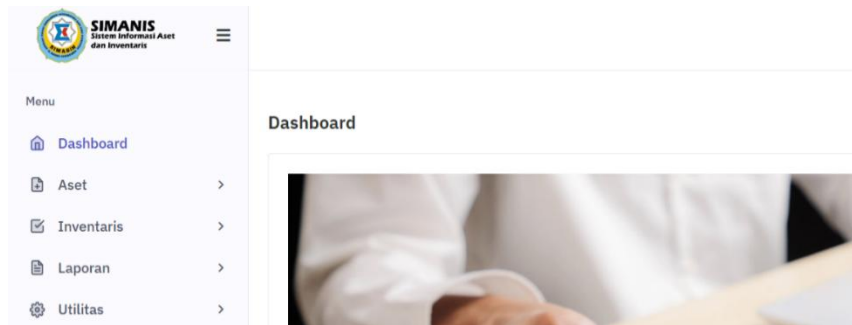 SIMANIS
Sistem Informasi Aset
dan Inventaris
Menu
Dashboard
Aset
Inventaris
Laporan
Utilitas
Dashboard